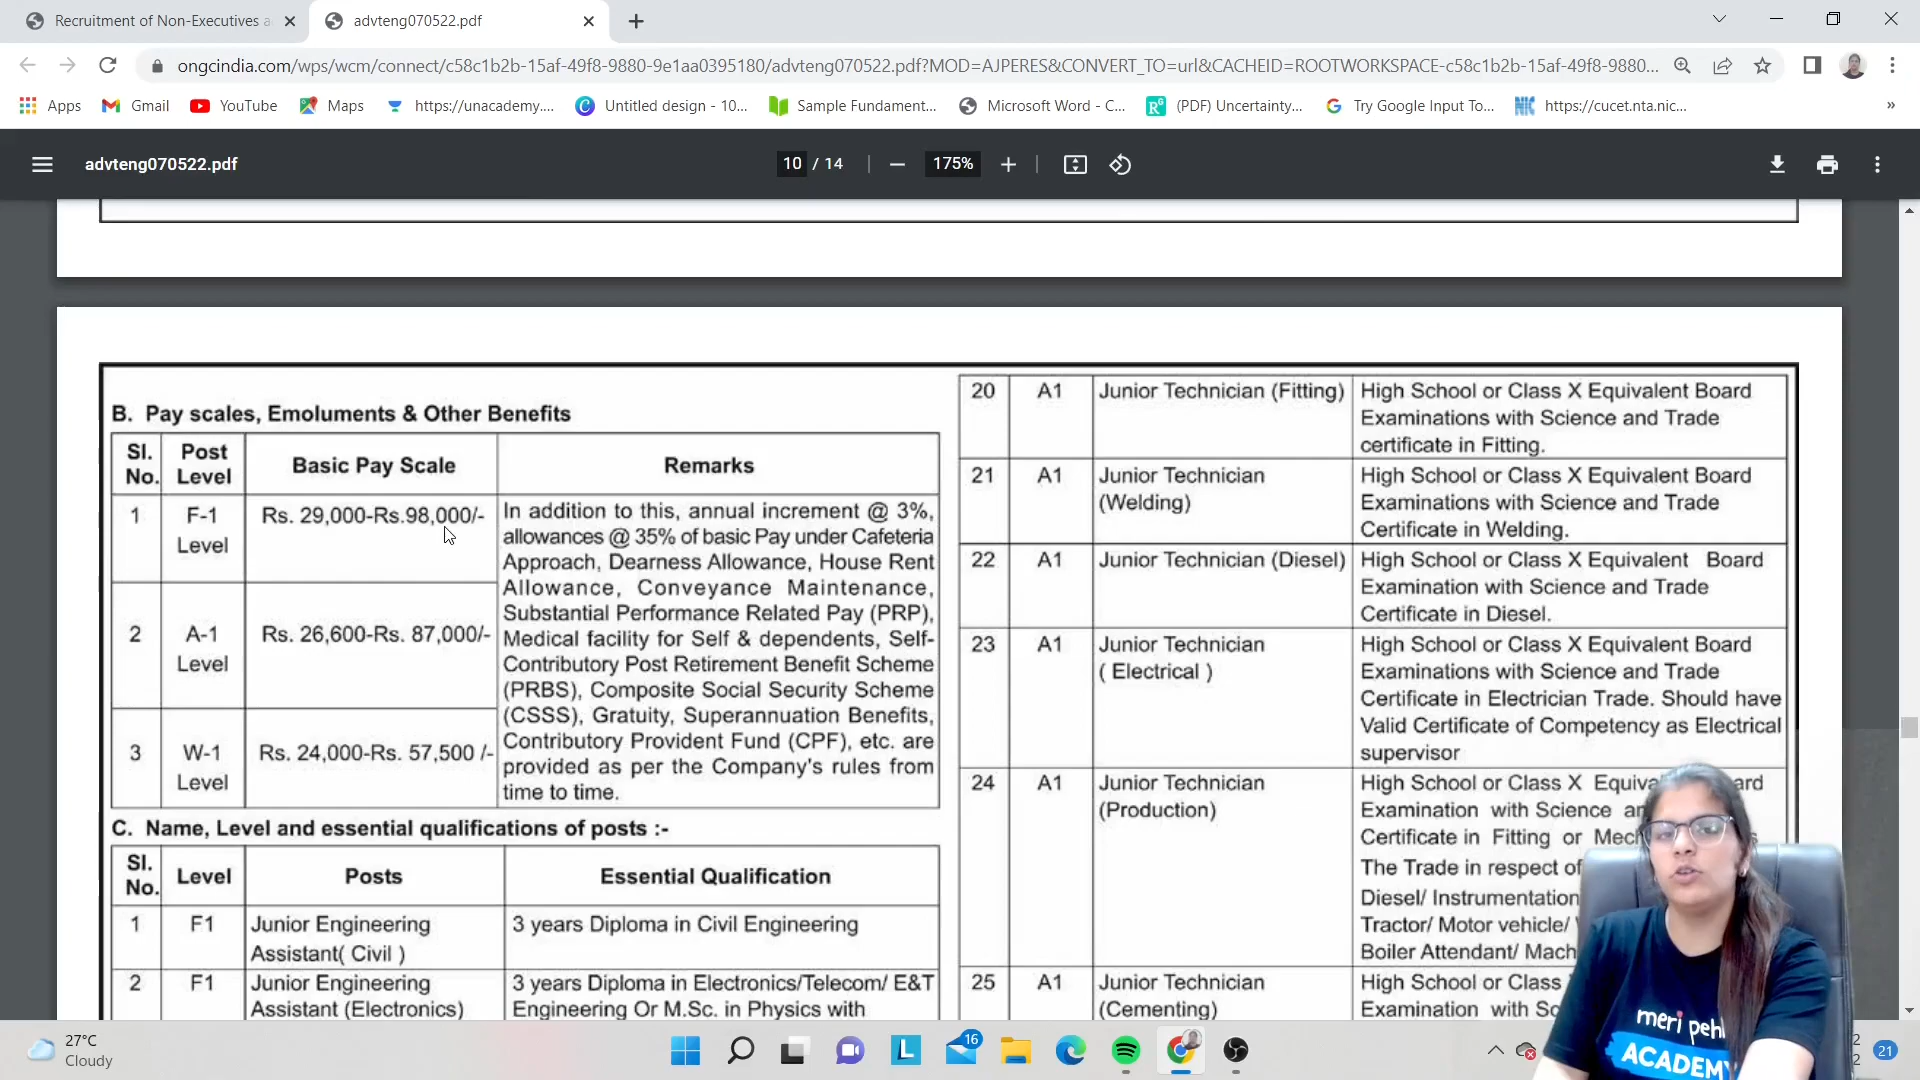 Recruitment of Non-Executives a
advteng070522.pdf
ongcindia.com/wps/wcm/connect/c58c1b2b-15af-49f8-9880-9e1aa0395180/advteng070522.pdf?MOD=AJPERES&CONVERT_TO=url&CACHEID=ROOTWORKSPACE-c58c1b2b-15af-49f8-9880...
Apps
Gmail
YouTube
Maps
https://unacademy....
Untitled design - 10...
Sample Fundament...
Microsoft Word - C...
(PDF) Uncertainty...
Try Google Input To...
https://cucet.nta.nic...
advteng070522.pdf
10 / 14
175%
B. Pay scales, Emoluments & Other Benefits
Sl. No.
Post Level
Basic Pay Scale
Remarks
1
F-1 Level
Rs. 29,000-Rs.98,000/-
2
A-1 Level
Rs. 26,600-Rs. 87,000/-
3
W-1 Level
Rs. 24,000-Rs. 57,500 /-
In addition to this, annual increment @ 3%,
allowances @ 35% of basic Pay under Cafeteria
Approach, Dearness Allowance, House Rent
Allowance, Conveyance Maintenance,
Substantial Performance Related Pay (PRP),
Medical facility for Self & dependents, Self-
Contributory Post Retirement Benefit Scheme
(PRBS), Composite Social Security Scheme
(CSSS), Gratuity, Superannuation Benefits,
Contributory Provident Fund (CPF), etc. are
provided as per the Company's rules from
time to time.
C. Name, Level and essential qualifications of posts :-
Sl. No.
Level
Posts
Essential Qualification
1
F1
Junior Engineering
Assistant( Civil )
3 years Diploma in Civil Engineering
2
F1
Junior Engineering
Assistant (Electronics)
3 years Diploma in Electronics/Telecom/ E&T
Engineering Or M.Sc. in Physics with
20
A1
Junior Technician (Fitting)
High School or Class X Equivalent Board
Examinations with Science and Trade
certificate in Fitting.
21
A1
Junior Technician
(Welding)
High School or Class X Equivalent Board
Examinations with Science and Trade
Certificate in Welding.
22
A1
Junior Technician (Diesel)
High School or Class X Equivalent Board
Examination with Science and Trade
Certificate in Diesel.
23
A1
Junior Technician
( Electrical )
High School or Class X Equivalent Board
Examinations with Science and Trade
Certificate in Electrician Trade. Should have
Valid Certificate of Competency as Electrical
supervisor
24
A1
Junior Technician
(Production)
High School or Class X
Examination with Science
Certificate in Fitting or
The Trade in respect of
Diesel/ Instrumentation
Tractor/ Motor vehicle/
Boiler Attendant/
25
A1
Junior Technician
(Cementing)
High School or Class
Examination with
meri pehli
ACADEMY
27°C
Cloudy
16
21